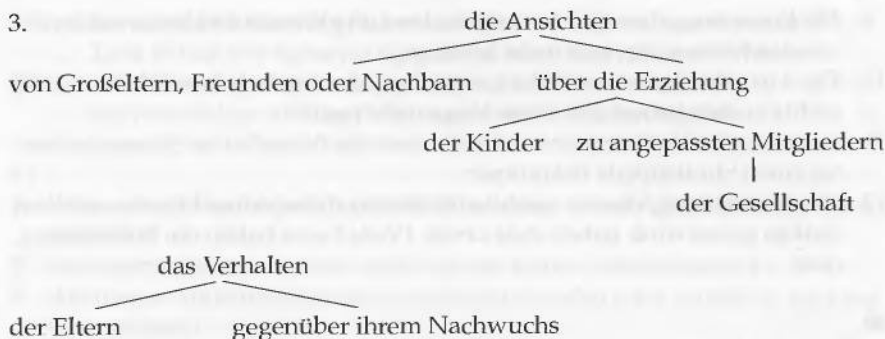 3. die Ansichten
von Großeltern, Freunden oder Nachbarn über die Erziehung
der Kinder zu angepassten Mitgliedern
der Gesellschaft
das Verhalten
der Eltern gegenüber ihrem Nachwuchs